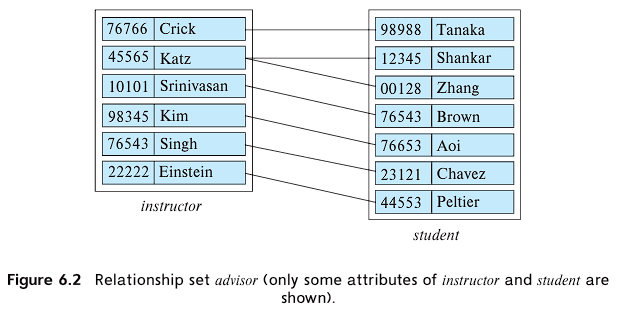 76766 Crick
45565 Katz
10101 Srinivasan
98345 Kim
76543 Singh
22222 Einstein
instructor
98988 Tanaka
12345 Shankar
00128 Zhang
76543 Brown
76653 Aoi
23121 Chavez
44553 Peltier
student
Figure 6.2 Relationship set advisor (only some attributes of instructor and student are
shown).